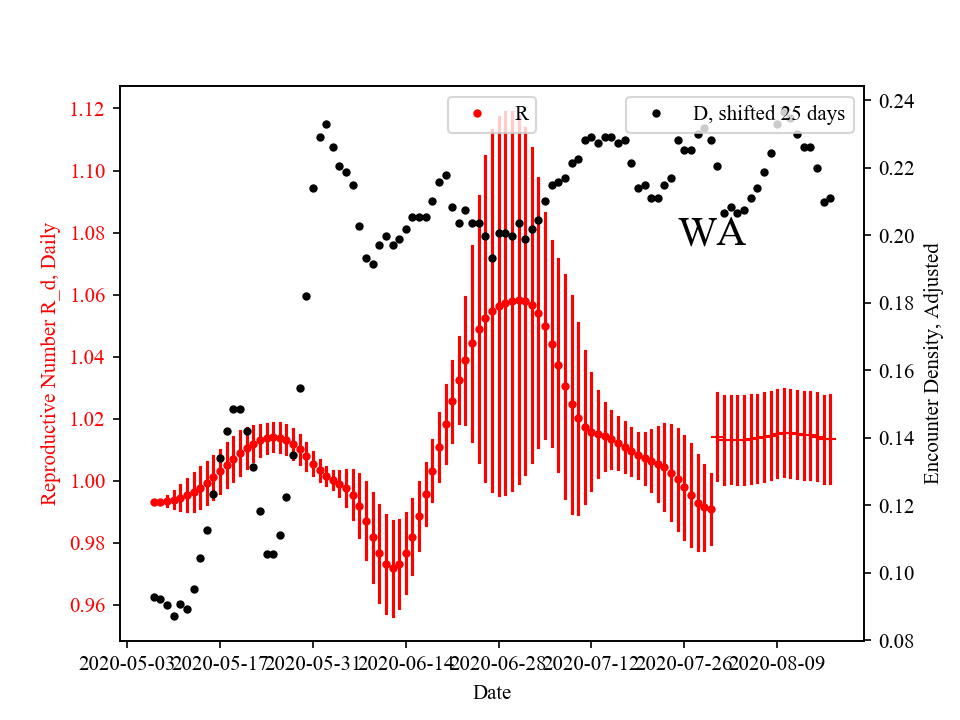 R
D, shifted 25 days
1.12
1.10
1.08
1.06
1.04
1.02
1.00
0.98
0.96
Reproductive Number R_d, Daily
WA
0.24
0.22
0.20
0.18
0.16
0.14
0.12
0.10
0.08
Encounter Density, Adjusted
2020-05-03 2020-05-17 2020-05-31 2020-06-14 2020-06-28 2020-07-12 2020-07-26 2020-08-09
Date